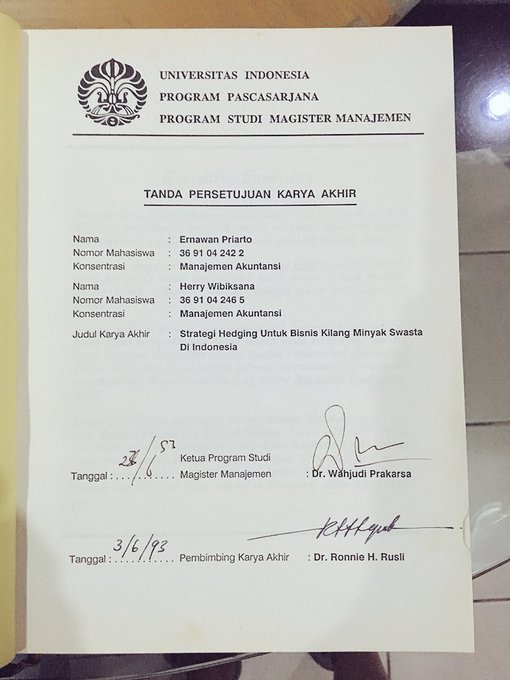 UNIVERSITAS INDONESIA
PROGRAM PASCASARJANA
PROGRAM STUDI MAGISTER MANAJEMEN
TANDA PERSETUJUAN KARYA AKHIR
Nama : Ernawan Priarto
Nomor Mahasiswa : 36 91 04 242 2
Konsentrasi : Manajemen Akuntansi
Nama : Herry Wibiksana
Nomor Mahasiswa : 36 91 04 246 5
Konsentrasi : Manajemen Akuntansi
Judul Karya Akhir : Strategi Hedging Untuk Bisnis Kilang Minyak Swasta
Di Indonesia
Ketua Program Studi
Tanggal : ............ Magister Manajemen : Dr. Wahjudi Prakarsa
Tanggal : 3/6/93 Pembimbing Karya Akhir : Dr. Ronnie H. Rusli